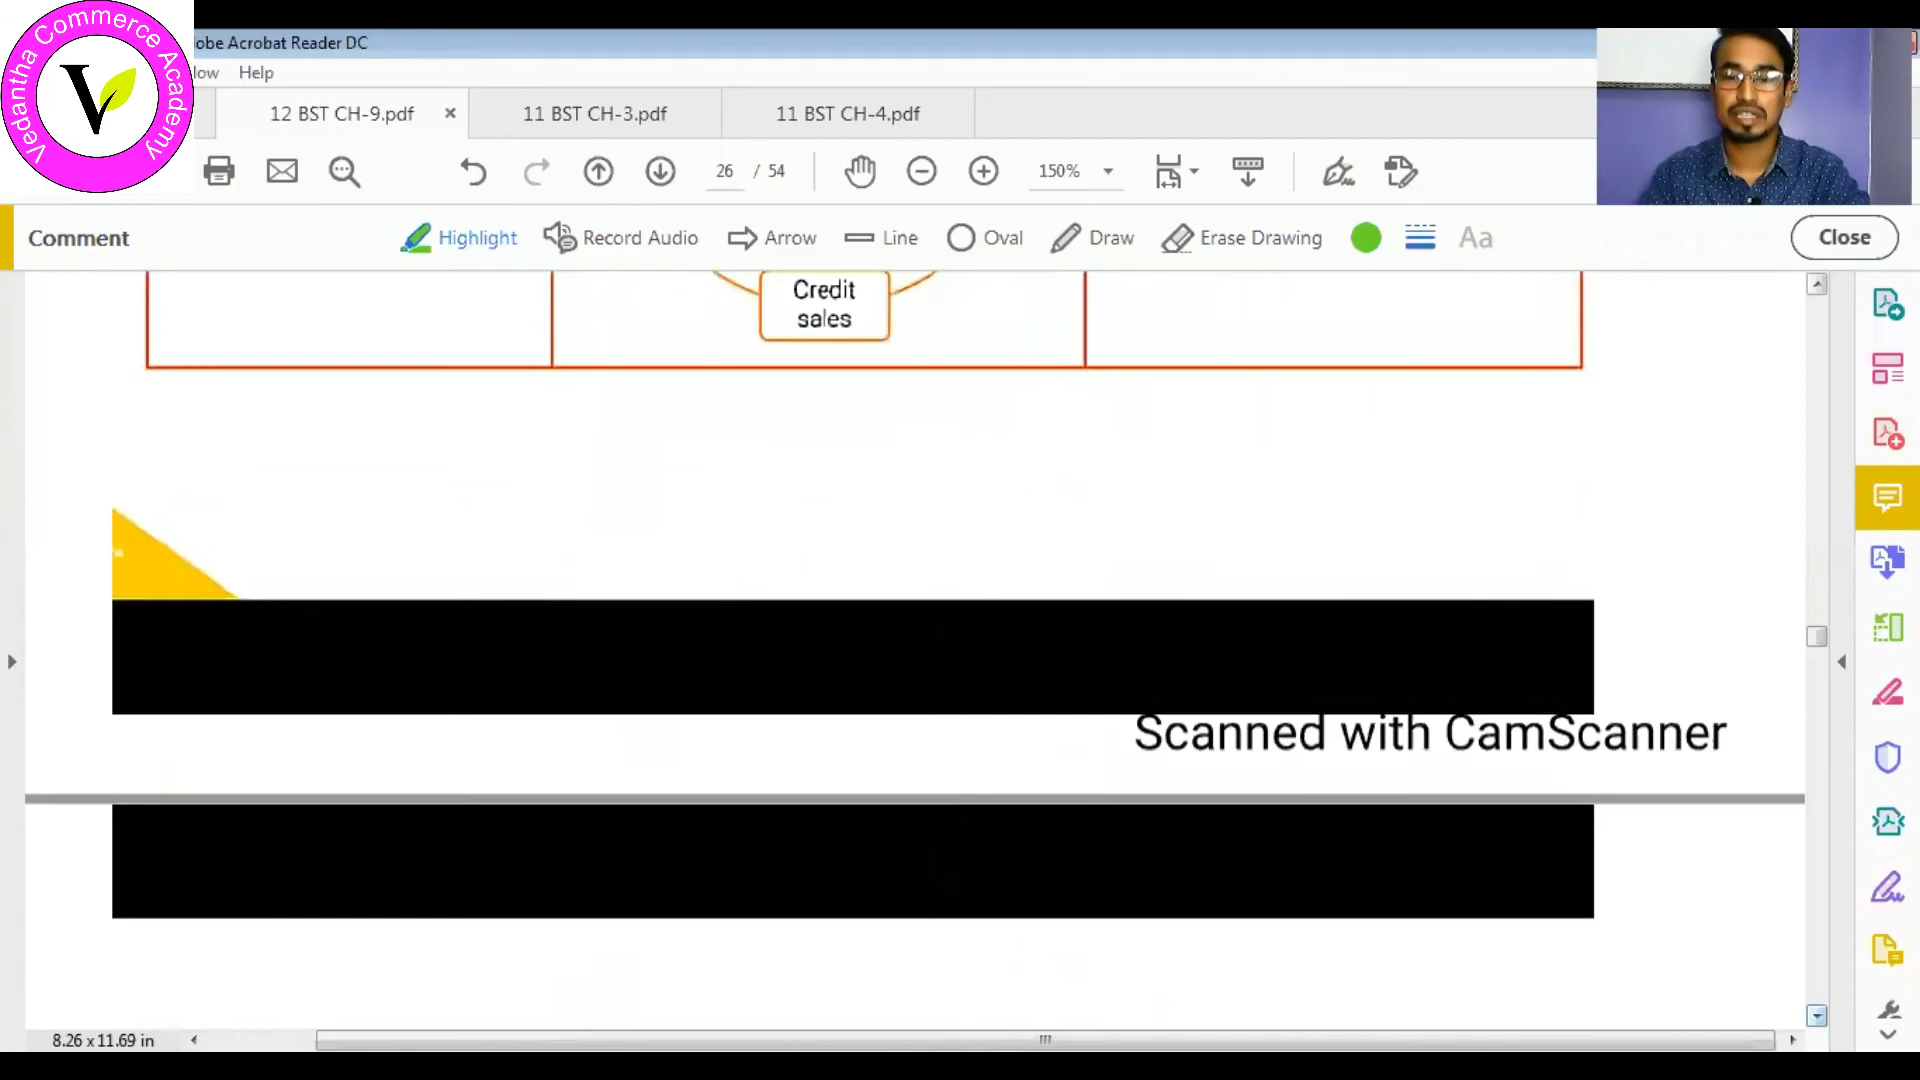 Vedantha Commerce Academy
V
obe Acrobat Reader DC
low Help
12 BST CH-9.pdf × 11 BST CH-3.pdf 11 BST CH-4.pdf
26 / 54 150%
Comment Highlight Record Audio Arrow Line Oval Draw Erase Drawing Aa Close
Credit
sales
Scanned with CamScanner
8.26 x 11.69 in